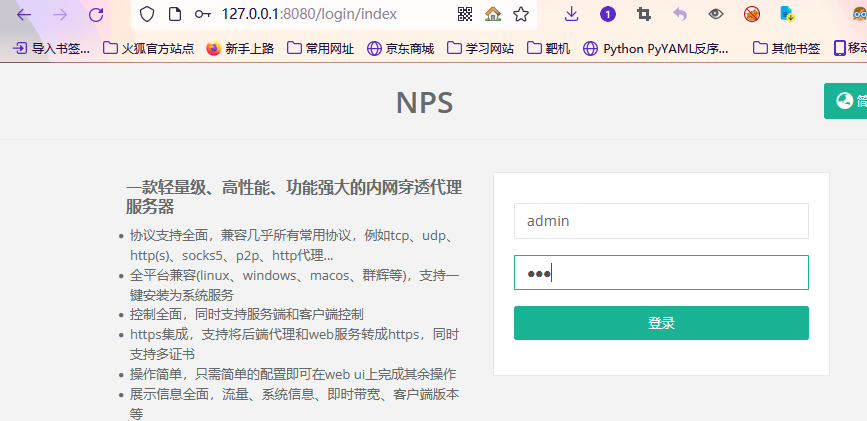 127.0.0.1:8080/login/index
1
导入书签... 火狐官方站点 新手上路 常用网址 京东商城 学习网站 靶机 Python PyYAML反序... 其他书签 移动
NPS
简
一款轻量级、高性能、功能强大的内网穿透代理
服务器
协议支持全面，兼容几乎所有常用协议，例如tcp、udp、
http(s)、socks5、p2p、http代理...
全平台兼容(linux、windows、macos、群辉等)，支持一
键安装为系统服务
控制全面，同时支持服务端和客户端控制
https集成，支持将后端代理和web服务转成https，同时
支持多证书
操作简单，只需简单的配置即可在web ui上完成其余操作
展示信息全面，流量、系统信息、即时带宽、客户端版本
等
admin
登录